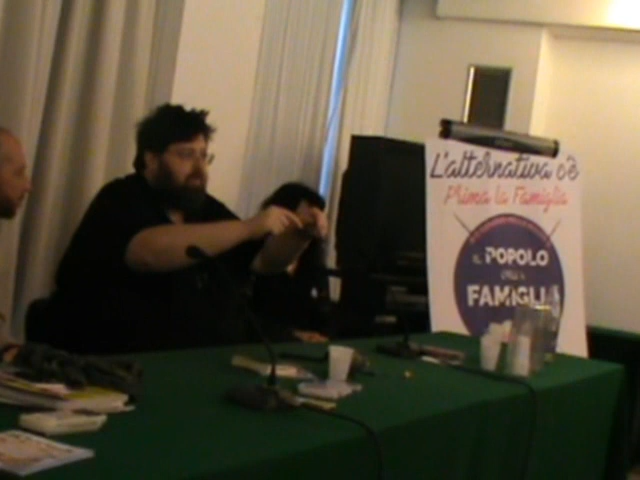 L'alternativa c'è
Prima la Famiglia
IL POPOLO
DELLA
FAMIGLIA